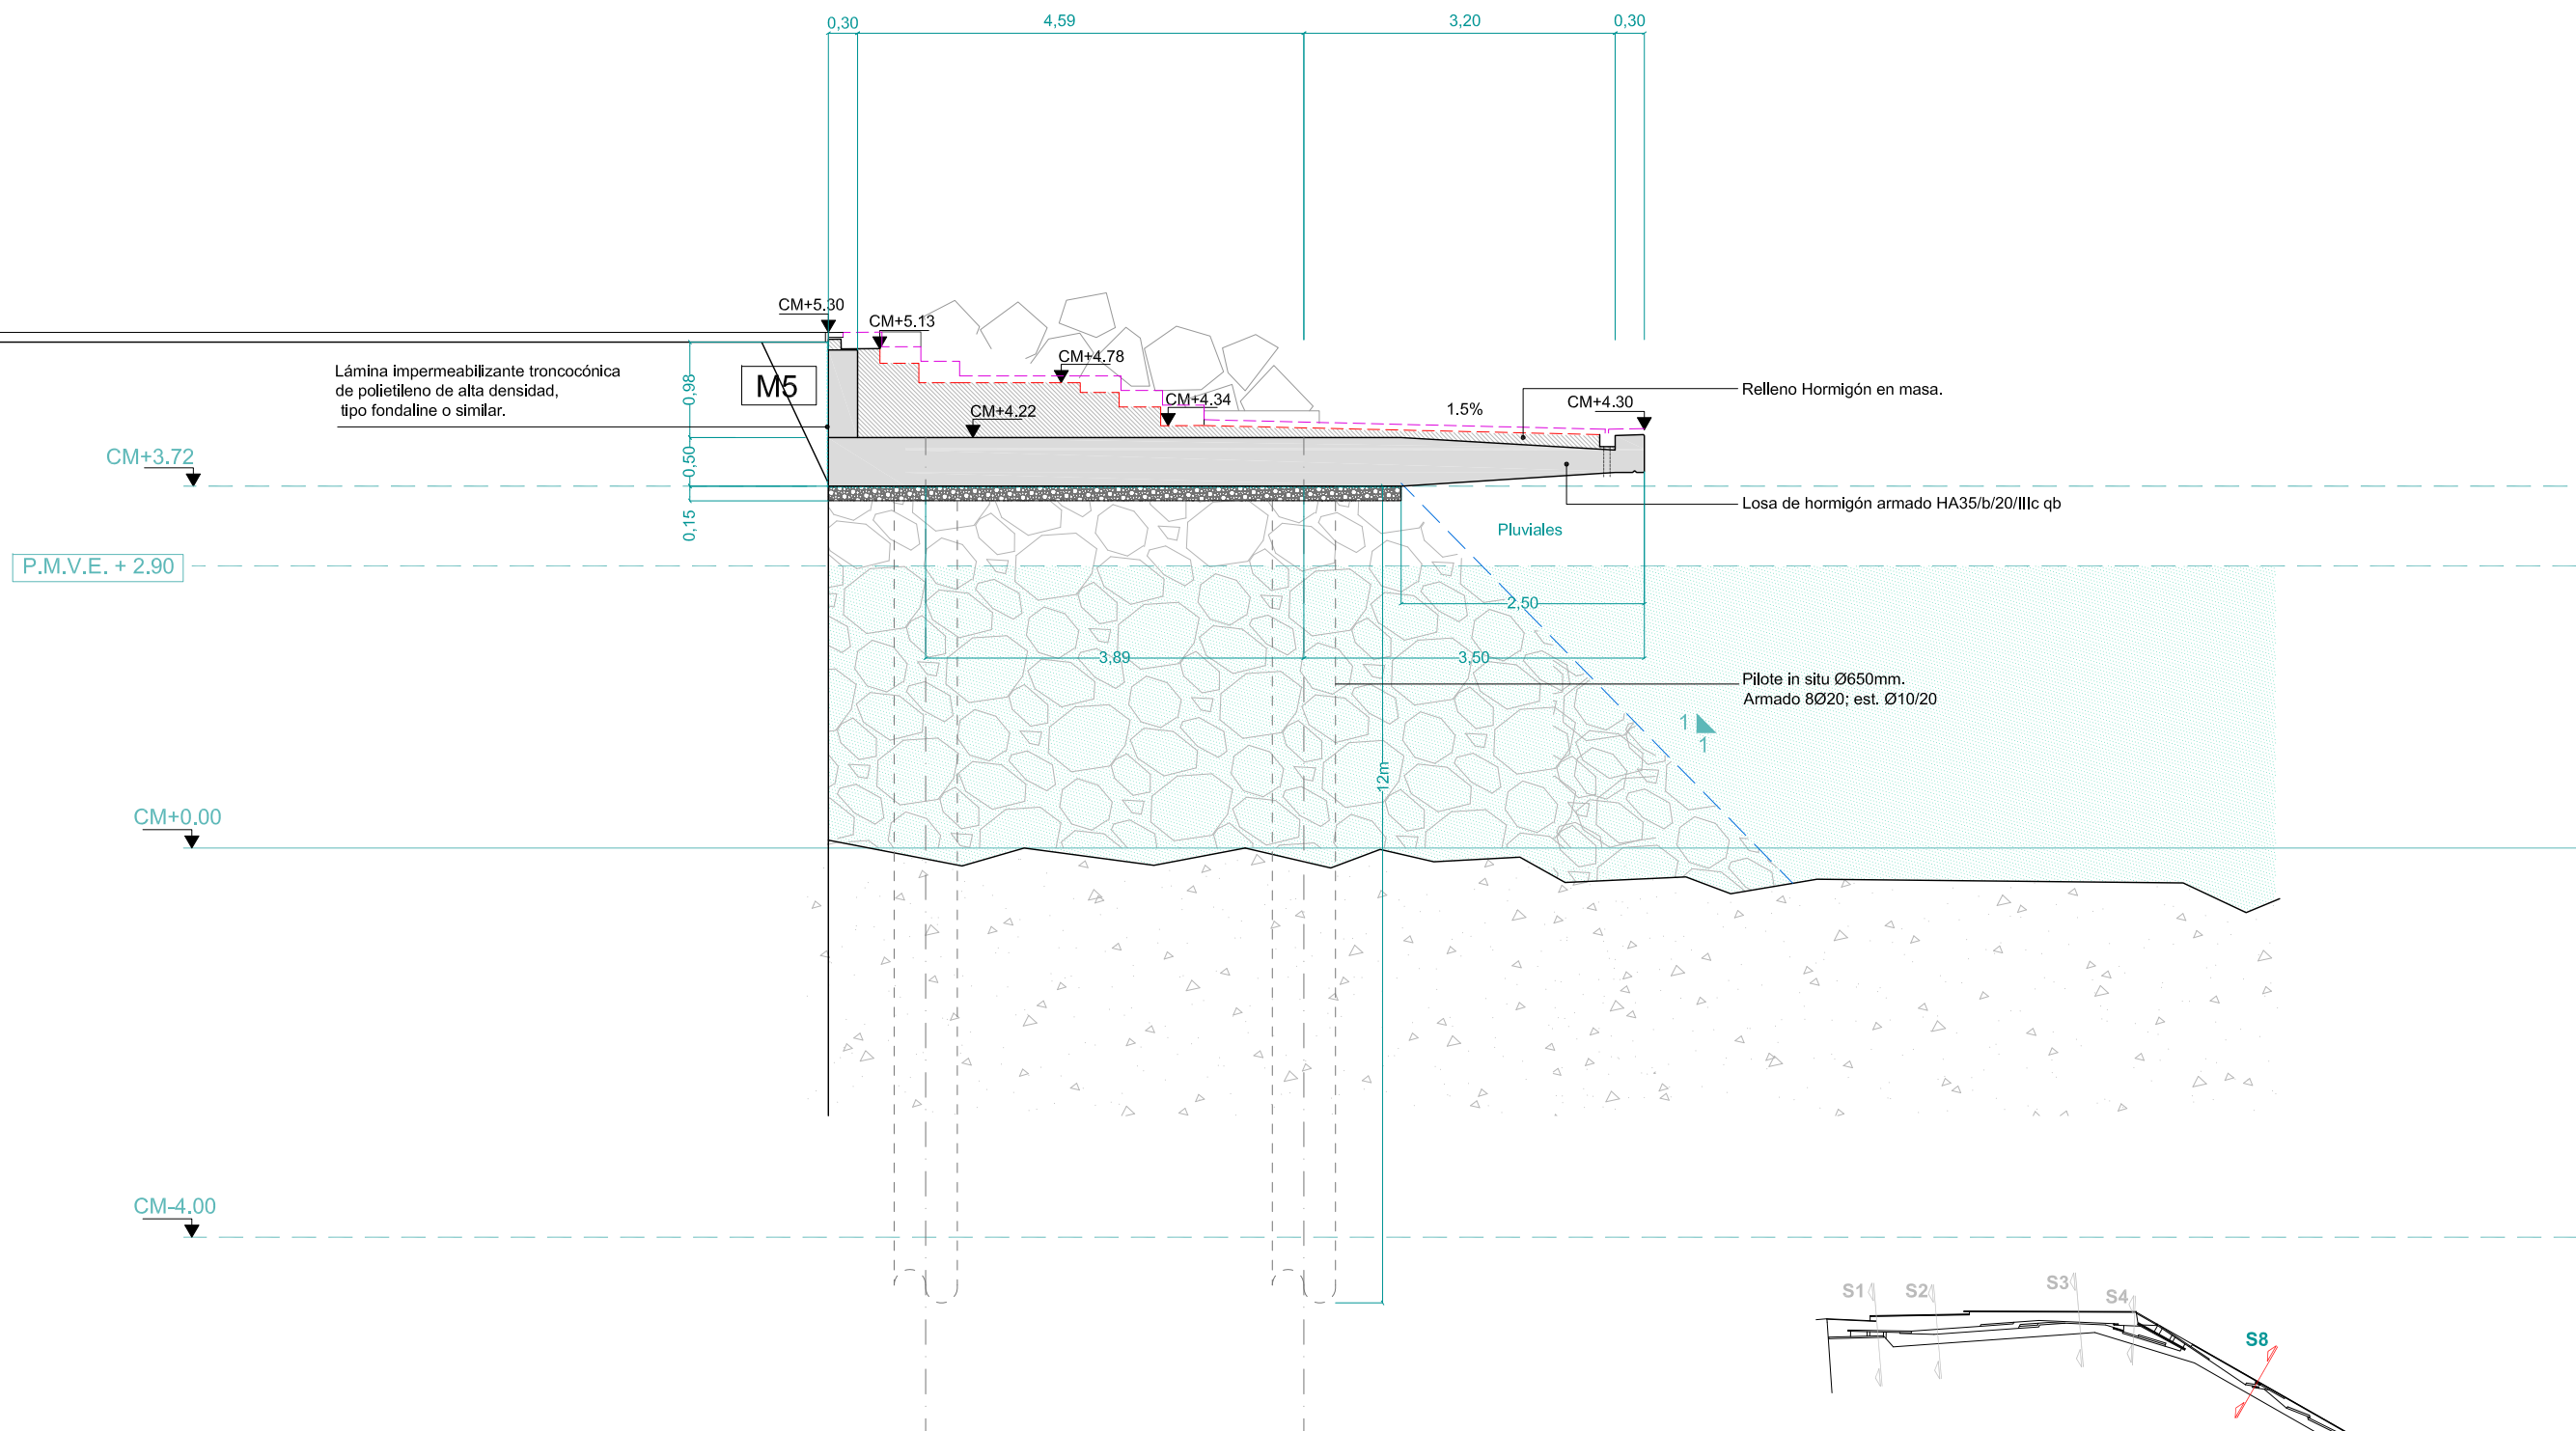 0,30
4,59
3,20
0,30
CM+5.30
CM+5.13
CM+4.78
CM+4.34
CM+4.22
1.5%
CM+4.30
Relleno Hormigón en masa.
Lámina impermeabilizante troncocónica
de polietileno de alta densidad,
tipo fondaline o similar.
M5
0,98
0,50
0,15
CM+3.72
Losa de hormigón armado HA35/b/20/IIIc qb
Pluviales
P.M.V.E. + 2.90
2,50
3,89
3,50
Pilote in situ Ø650mm.
Armado 8Ø20; est. Ø10/20
1
1
12m
CM+0.00
CM-4.00
S1
S2
S3
S4
S8